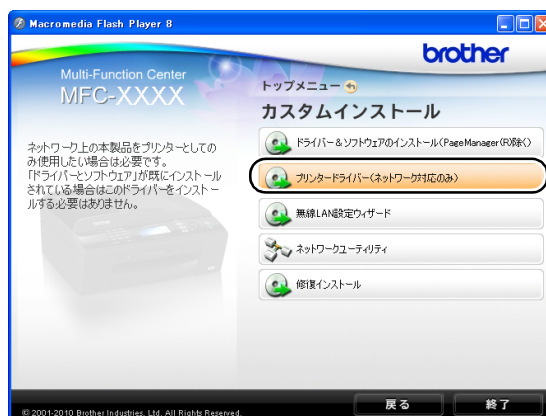 Macromedia Flash Player 8
brother
Multi-Function Center
MFC-XXXX
ネットワーク上の本製品をプリンターとしての
み使用したい場合は必要です。
「ドライバーとソフトウェア」が既にインストール
されている場合はこのドライバーをインストー
ルする必要はありません。
トップメニュー
カスタムインストール
ドライバー&ソフトウェアのインストール(PageManager(R)除く)
プリンタードライバー(ネットワーク対応のみ)
無線LAN設定ウィザード
ネットワークユーティリティ
修復インストール
© 2001-2010 Brother Industries, Ltd. All Rights Reserved.
戻る
終了